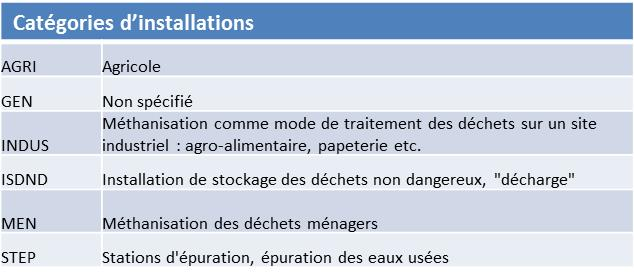 Catégories d’installations
AGRI Agricole
GEN Non spécifié
Méthanisation comme mode de traitement des déchets sur un site
INDUS industriel : agro-alimentaire, papeterie etc.
ISDND Installation de stockage des déchets non dangereux, "décharge"
MEN Méthanisation des déchets ménagers
STEP Stations d'épuration, épuration des eaux usées